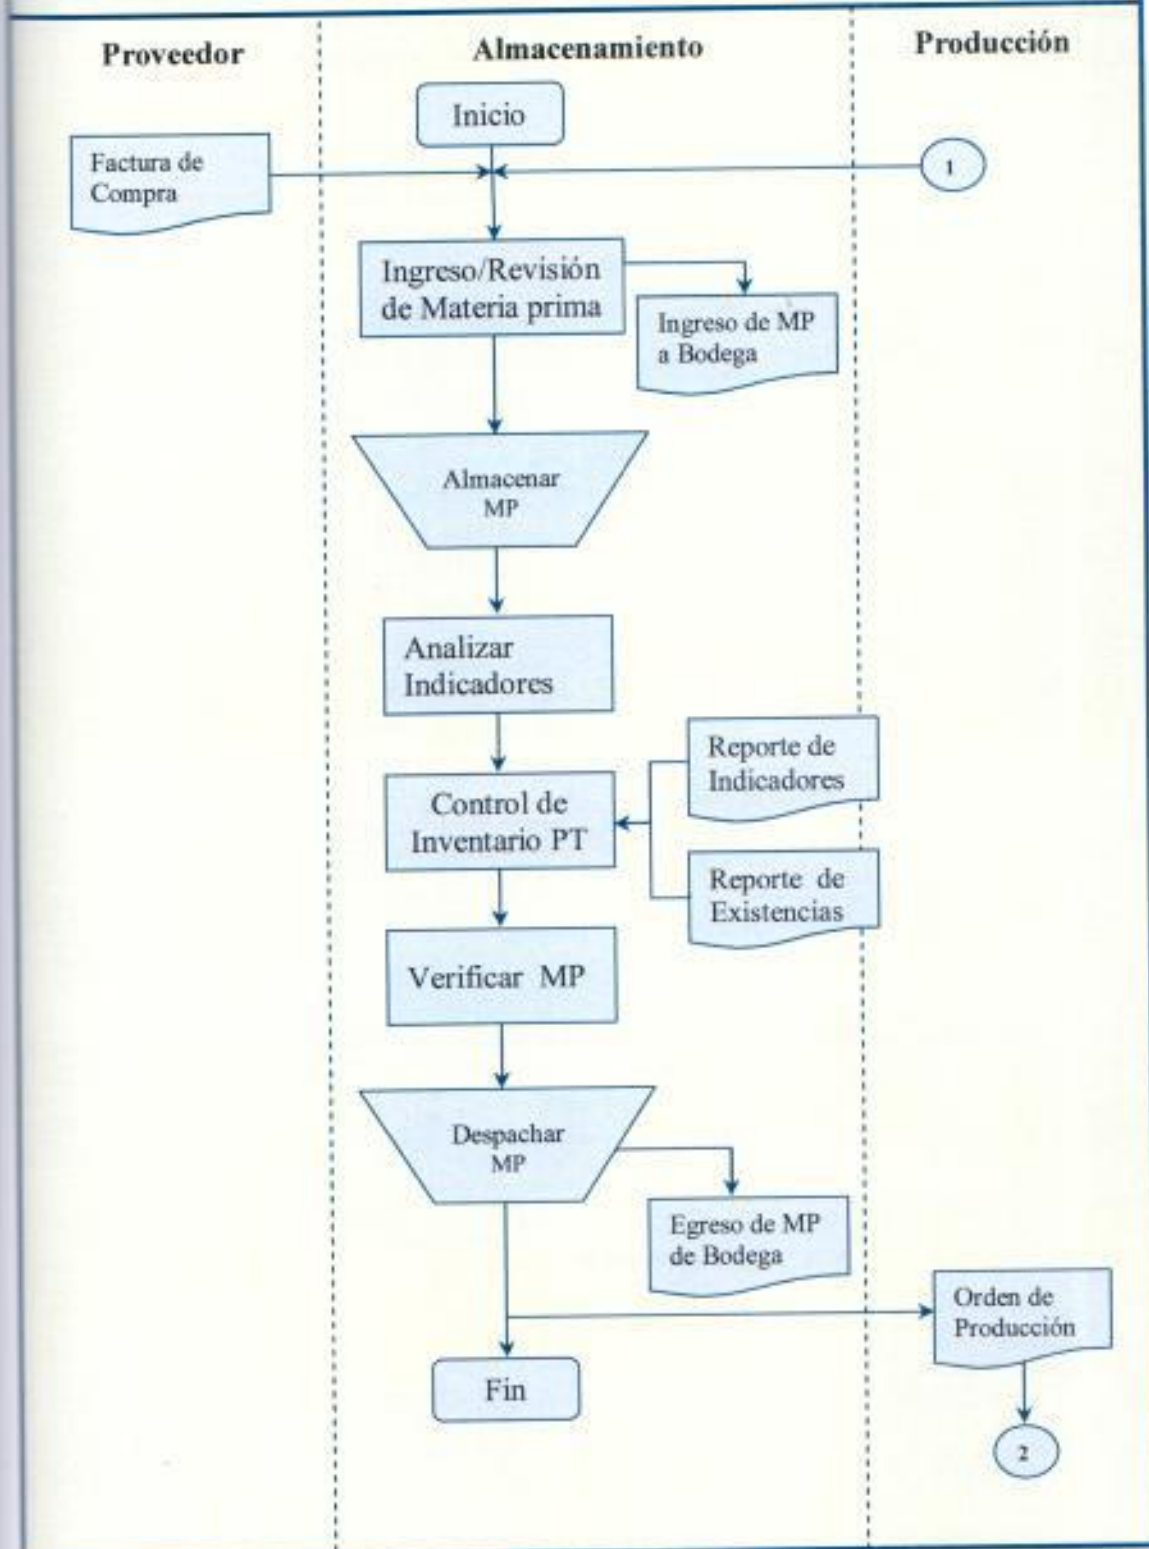 Proveedor
Almacenamiento
Producción
Inicio
Factura de
Compra
1
Ingreso/Revisión
de Materia prima
Ingreso de MP
a Bodega
Almacenar
MP
Analizar
Indicadores
Reporte de
Indicadores
Control de
Inventario PT
Reporte de
Existencias
Verificar MP
Despachar
MP
Egreso de MP
de Bodega
Orden de
Producción
Fin
2